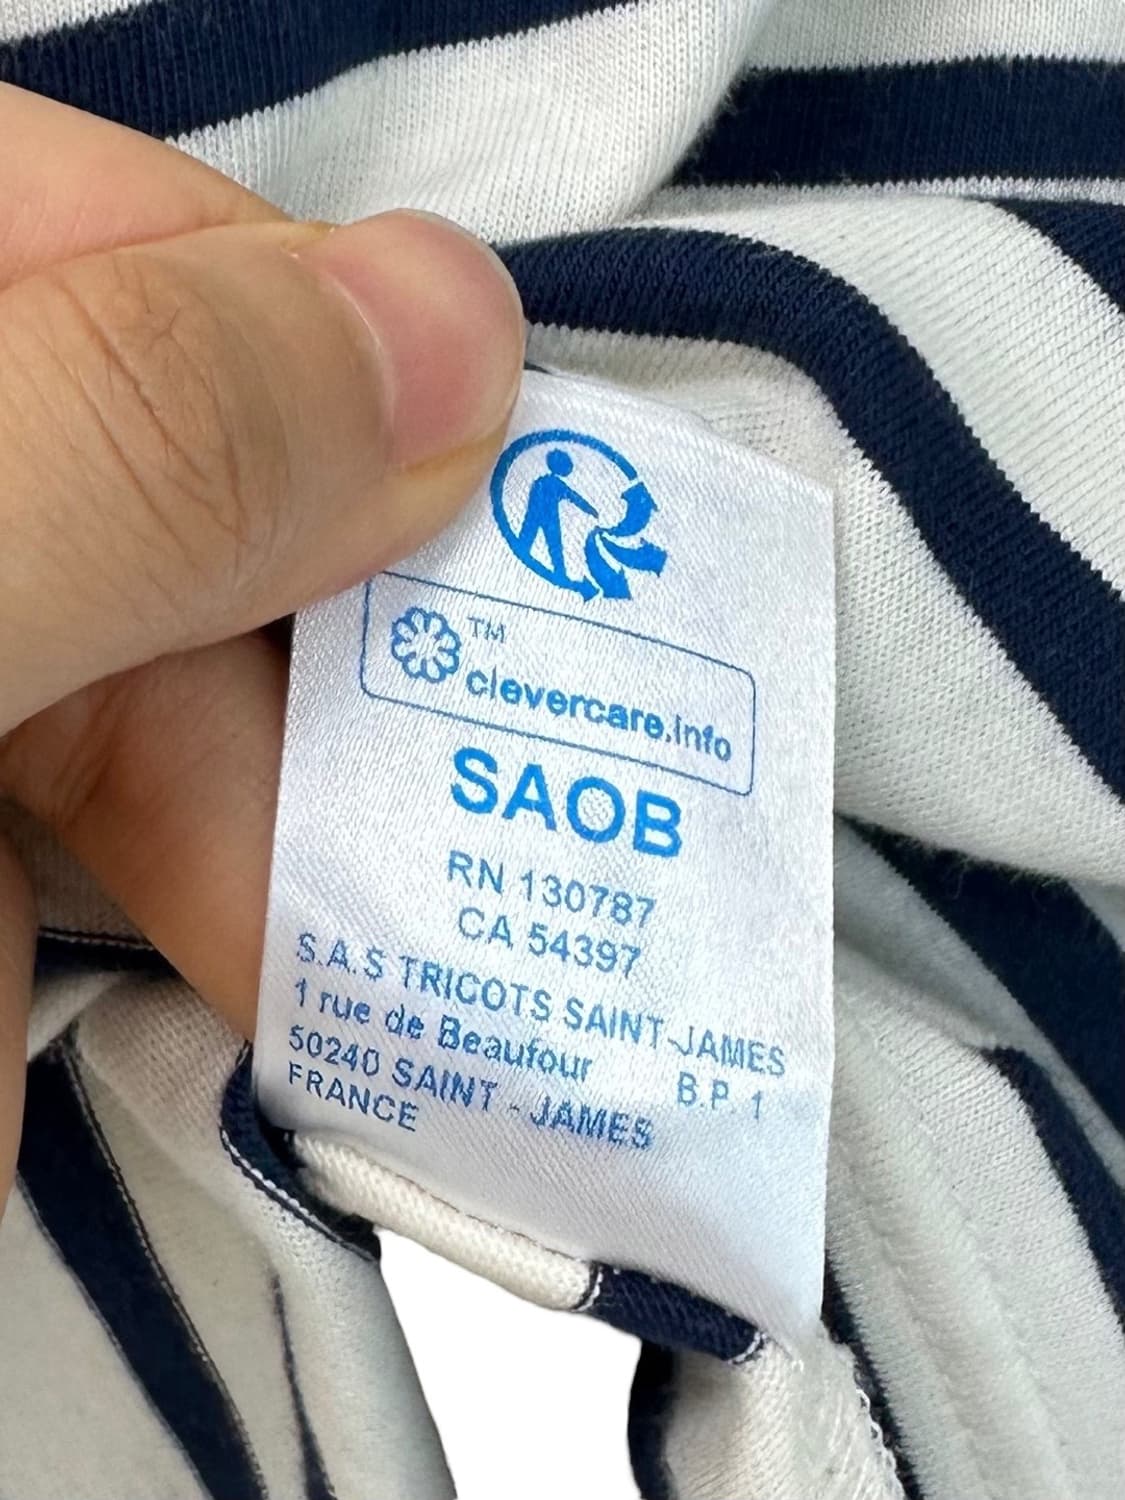 TM
clevercare.info
SAOB
RN 130787
CA 54397
S.A.S TRICOTS SAINT-JAMES
1 rue de Beaufour B.P. 1
50240 SAINT - JAMES
FRANCE